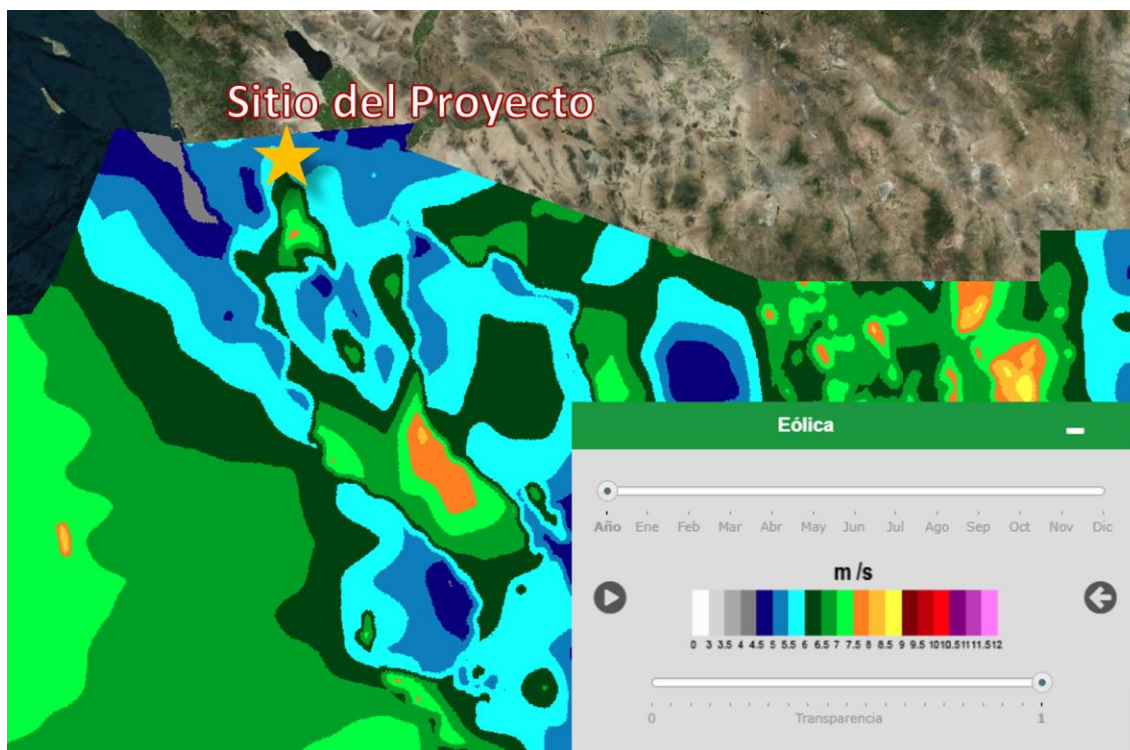 Sitio del Proyecto
Eólica
Año Ene Feb Mar Abr May Jun Jul Ago Sep Oct Nov Dic
m /s
0 3 3.5 4 4.5 5 5.5 6 6.5 7 7.5 8 8.5 9 9.5 10 10.5 11 11.5 12
0 Transparencia 1